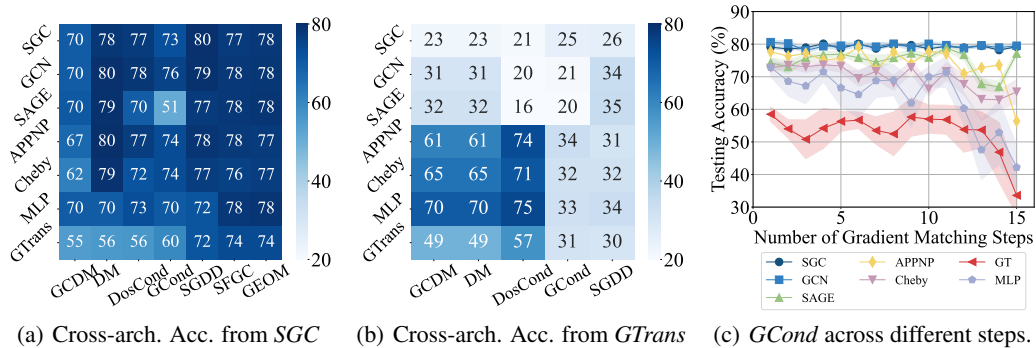 SGC 70 78 77 73 80 77 78
GCN 70 80 78 76 79 78 78
SAGE 70 79 70 51 77 78 78
APPNP 67 80 77 74 78 77 78
Cheby 62 79 72 74 78 76 77
MLP 70 70 73 70 72 78 78
GTrans 55 56 56 60 72 74 74
GCDM DM DosCond GCond SGDD SFGC GEOM
80
60
40
20
(a) Cross-arch. Acc. from SGC
SGC 23 23 21 25 26
GCN 31 31 20 21 34
SAGE 32 32 16 20 35
APPNP 61 61 74 34 31
Cheby 65 65 71 32 32
MLP 70 70 75 33 34
GTrans 49 49 57 31 30
GCDM DM DosCond GCond SGDD
80
60
40
20
(b) Cross-arch. Acc. from GTrans
Testing Accuracy (%)
90
80
70
60
50
40
30
0 5 10 15
Number of Gradient Matching Steps
SGC APPNP GT
GCN Cheby MLP
SAGE
(c) GCond across different steps.